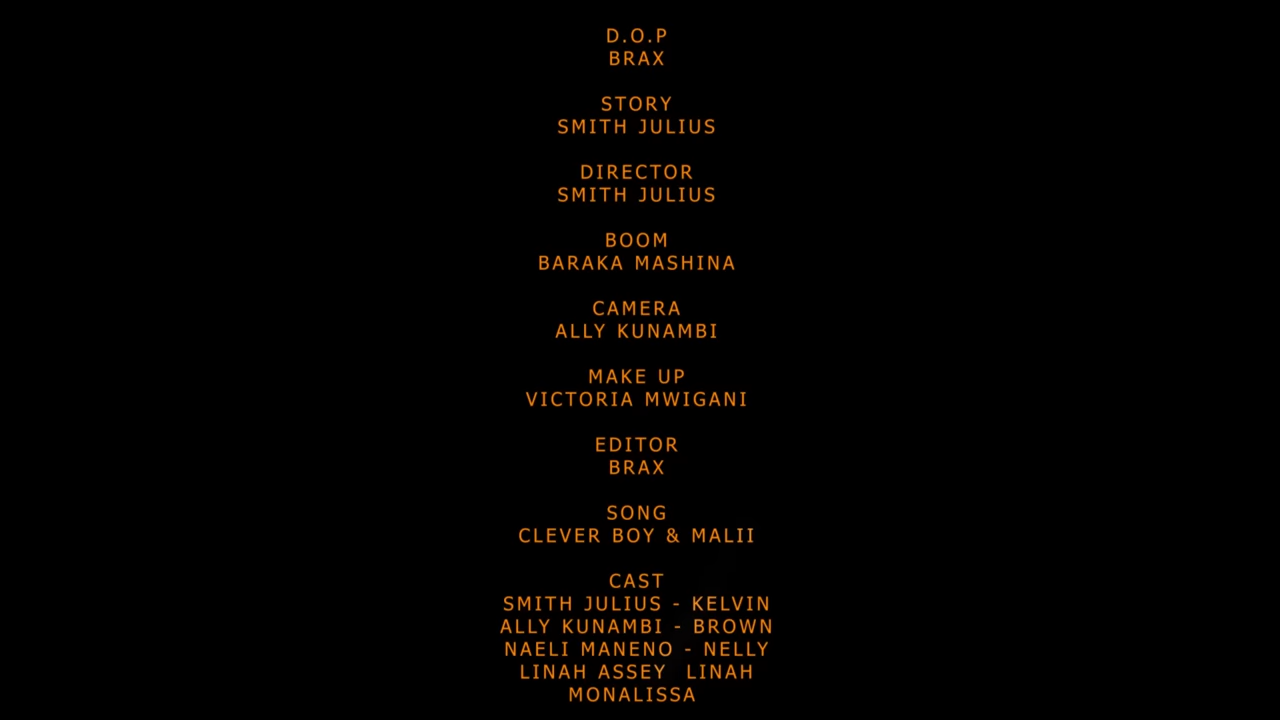 D.O.P
BRAX
STORY
SMITH JULIUS
DIRECTOR
SMITH JULIUS
BOOM
BARAKA MASHINA
CAMERA
ALLY KUNAMBI
MAKE UP
VICTORIA MWIGANI
EDITOR
BRAX
SONG
CLEVER BOY & MALII
CAST
SMITH JULIUS - KELVIN
ALLY KUNAMBI - BROWN
NAELI MANENO - NELLY
LINAH ASSEY  LINAH
MONALISSA